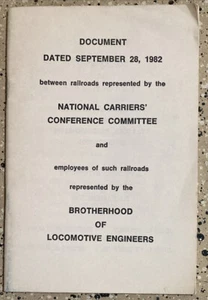 DOCUMENT
DATED SEPTEMBER 28, 1982
between railroads represented by the
NATIONAL CARRIERS'
CONFERENCE COMMITTEE
and
employees of such railroads
represented by the
BROTHERHOOD
OF
LOCOMOTIVE ENGINEERS